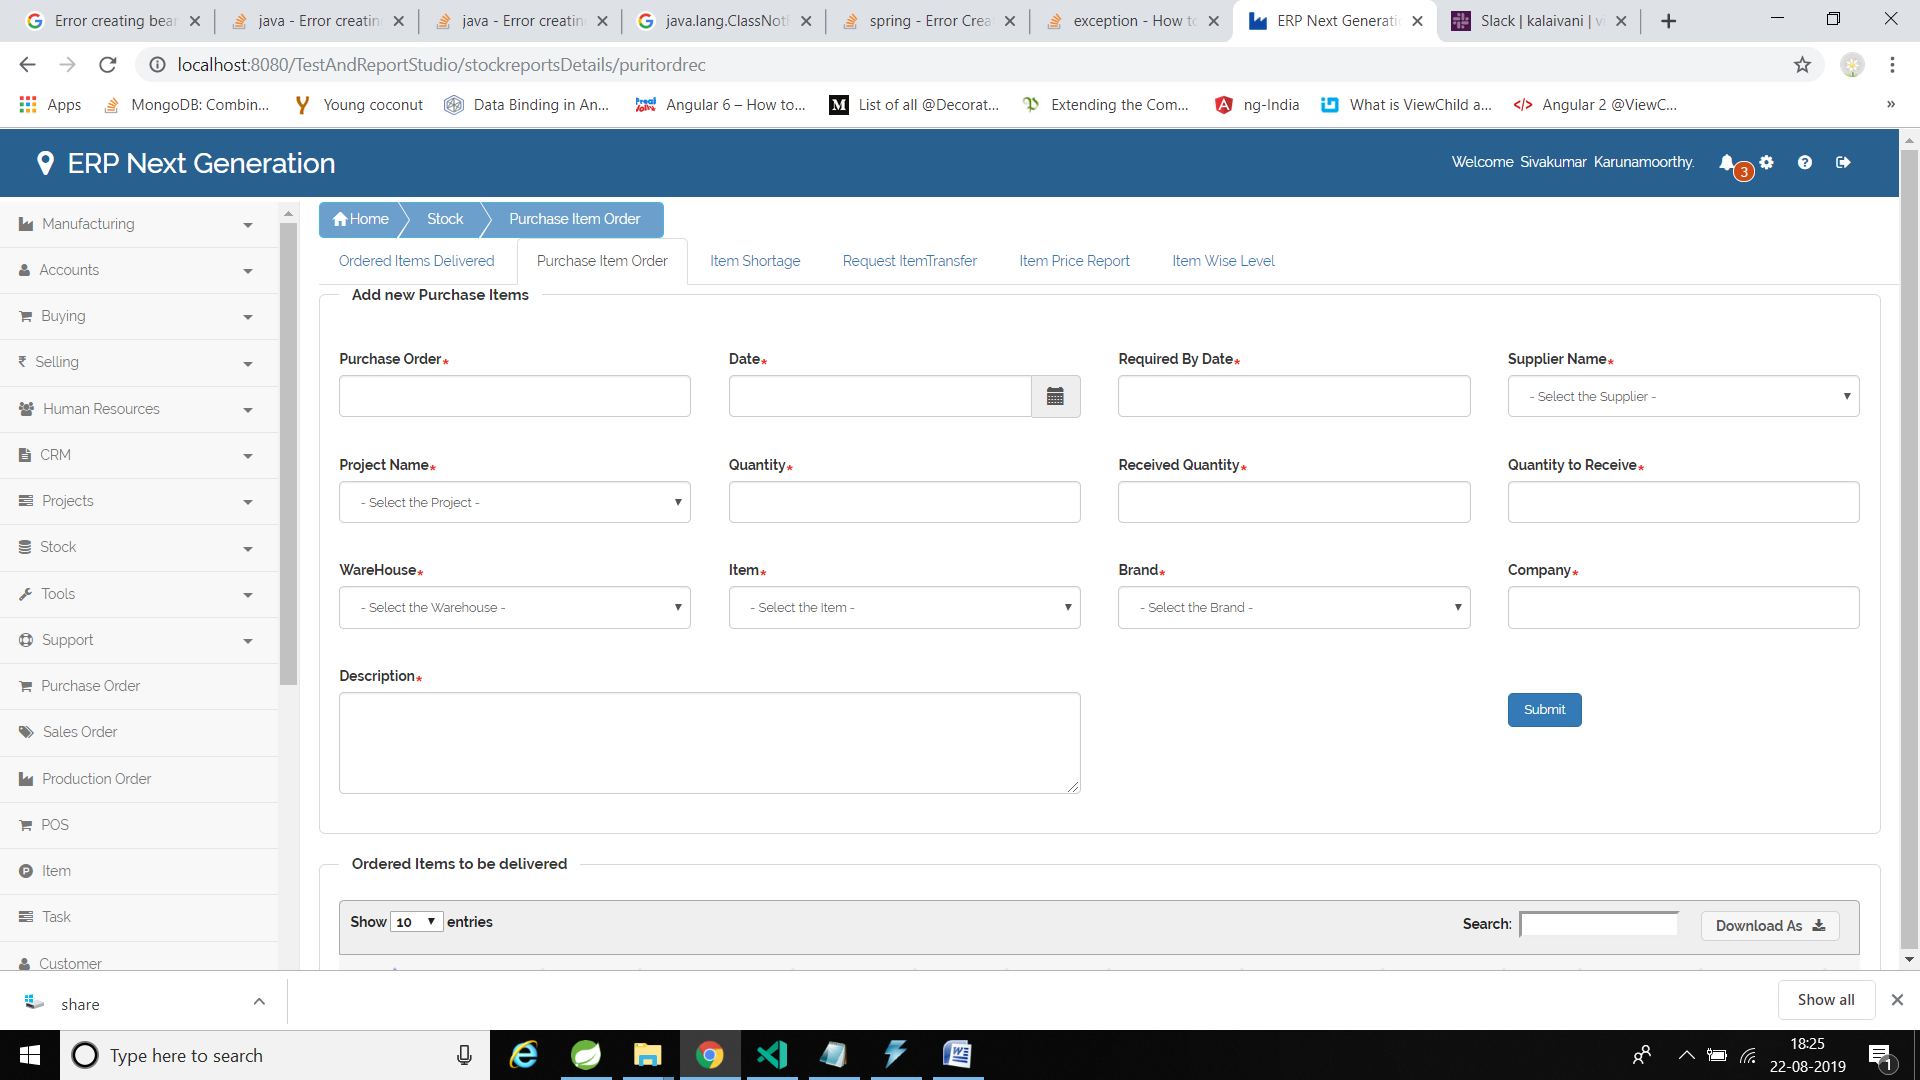 Error creating bear
java - Error creatin
java - Error creatin
java.lang.ClassNotF
spring - Error Crea
exception - How to
ERP Next Generatio
Slack | kalaivani | v
localhost:8080/TestAndReportStudio/stockreportsDetails/puritordrec
Apps
MongoDB: Combin...
Young coconut
Data Binding in An...
Angular 6 – How to...
M List of all @Decorat...
Extending the Com...
ng-India
What is ViewChild a...
</> Angular 2 @ViewC...
»
ERP Next Generation
Welcome Sivakumar Karunamoorthy.
3
Manufacturing
Accounts
Buying
₹ Selling
Human Resources
CRM
Projects
Stock
Tools
Support
Purchase Order
Sales Order
Production Order
POS
Item
Task
Customer
Home
Stock
Purchase Item Order
Ordered Items Delivered
Purchase Item Order
Item Shortage
Request ItemTransfer
Item Price Report
Item Wise Level
Add new Purchase Items
Purchase Order*
Date*
Required By Date*
Supplier Name*
- Select the Supplier -
Project Name*
Quantity*
Received Quantity*
Quantity to Receive*
- Select the Project -
WareHouse*
Item*
Brand*
Company*
- Select the Warehouse -
- Select the Item -
- Select the Brand -
Description*
Submit
Ordered Items to be delivered
Show 10 entries
Search:
Download As
share
Show all
Type here to search
18:25
22-08-2019
1